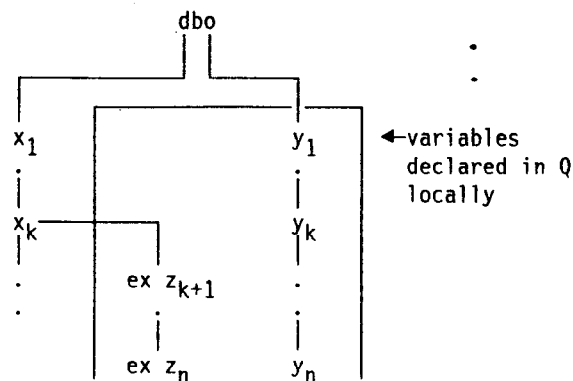 dbo
x1 y1 ←variables
. . declared in Q
locally
xk yk
. ex zk+1 .
. . .
ex zn yn